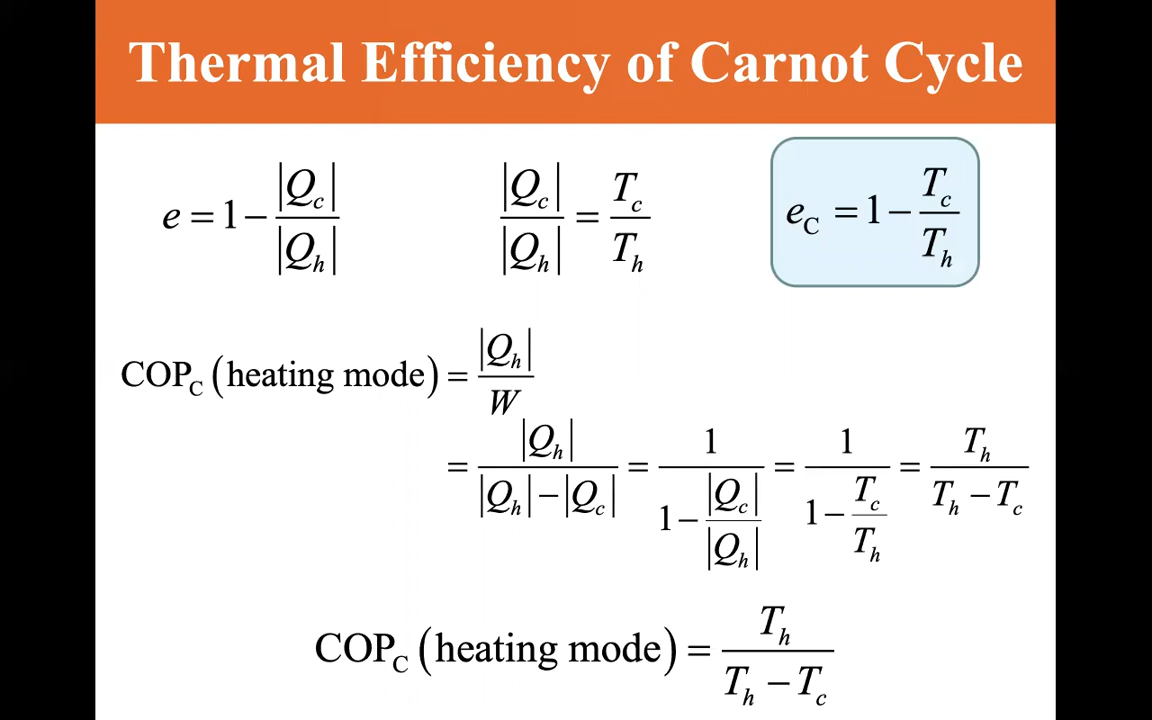 Thermal Efficiency of Carnot Cycle
e = 1 − |Q_c| / |Q_h|
|Q_c| / |Q_h| = T_c / T_h
e_C = 1 − T_c / T_h
COP_C (heating mode) = |Q_h| / W
= |Q_h| / (|Q_h| − |Q_c|) = 1 / (1 − |Q_c| / |Q_h|) = 1 / (1 − T_c / T_h) = T_h / (T_h − T_c)
COP_C (heating mode) = T_h / (T_h − T_c)